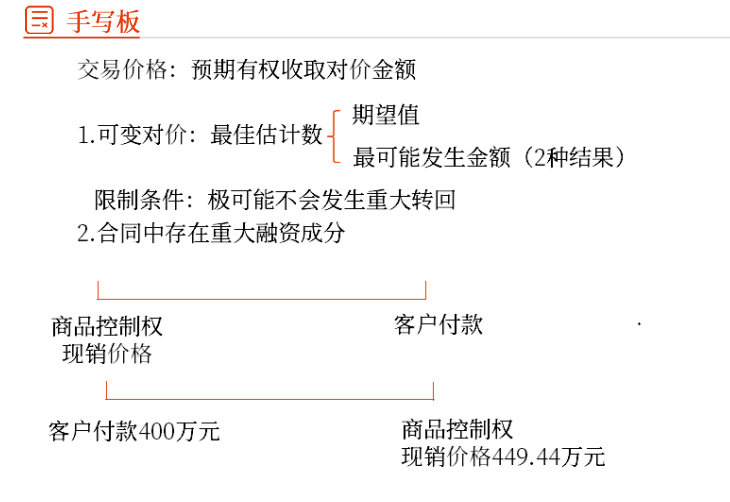 手写板
交易价格：预期有权收取对价金额
期望值
1.可变对价：最佳估计数
最可能发生金额（2种结果）
限制条件：极可能不会发生重大转回
2.合同中存在重大融资成分
商品控制权
客户付款
现销价格
客户付款400万元
商品控制权
现销价格449.44万元